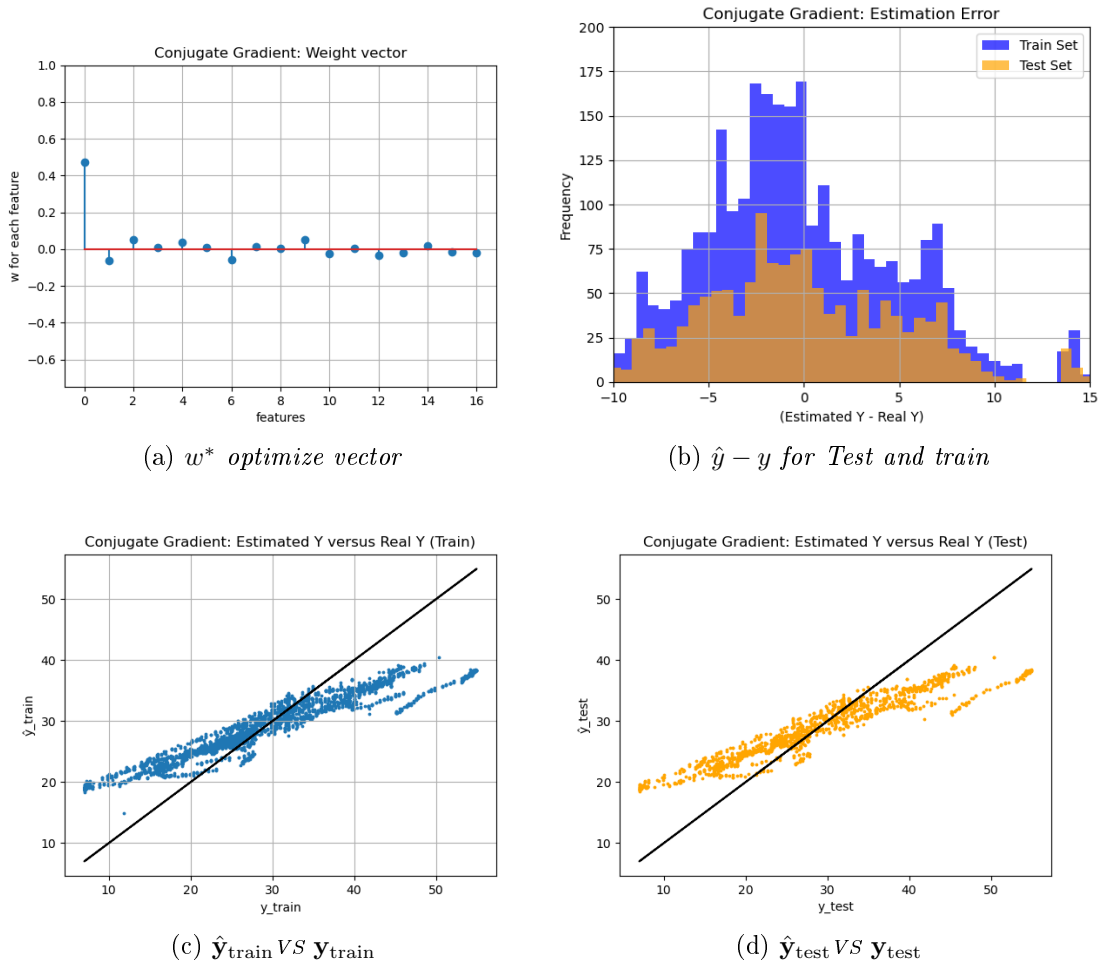 Conjugate Gradient: Weight vector
1.0
0.8
0.6
0.4
0.2
0.0
−0.2
−0.4
−0.6
w for each feature
0 2 4 6 8 10 12 14 16
features
(a) w* optimize vector
Conjugate Gradient: Estimation Error
Train Set
Test Set
200
175
150
125
100
75
50
25
0
Frequency
−10 −5 0 5 10 15
(Estimated Y - Real Y)
(b) ŷ − y for Test and train
Conjugate Gradient: Estimated Y versus Real Y (Train)
50
40
30
20
10
ŷ_train
10 20 30 40 50
y_train
(c) ŷtrain VS ytrain
Conjugate Gradient: Estimated Y versus Real Y (Test)
50
40
30
20
10
ŷ_test
10 20 30 40 50
y_test
(d) ŷtest VS ytest